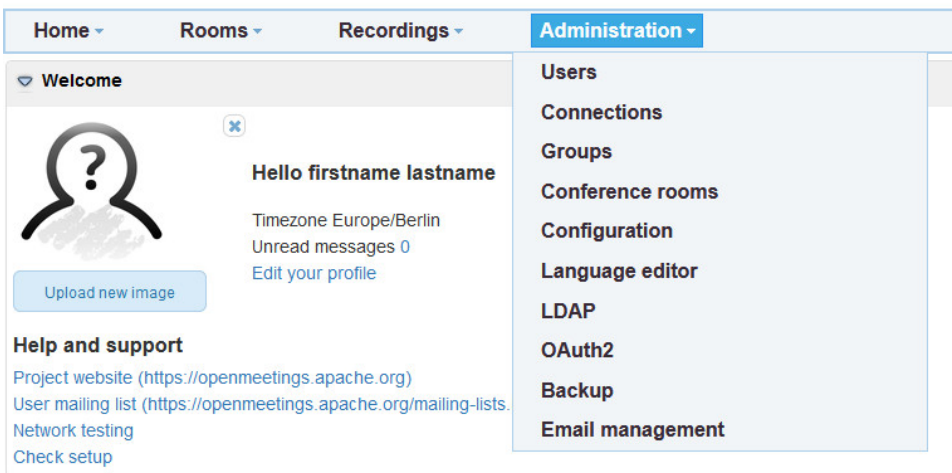 Home Rooms Recordings Administration
Welcome
?
Hello firstname lastname
Timezone Europe/Berlin
Unread messages 0
Edit your profile
Upload new image
Help and support
Project website (https://openmeetings.apache.org)
User mailing list (https://openmeetings.apache.org/mailing-lists.
Network testing
Check setup
Users
Connections
Groups
Conference rooms
Configuration
Language editor
LDAP
OAuth2
Backup
Email management